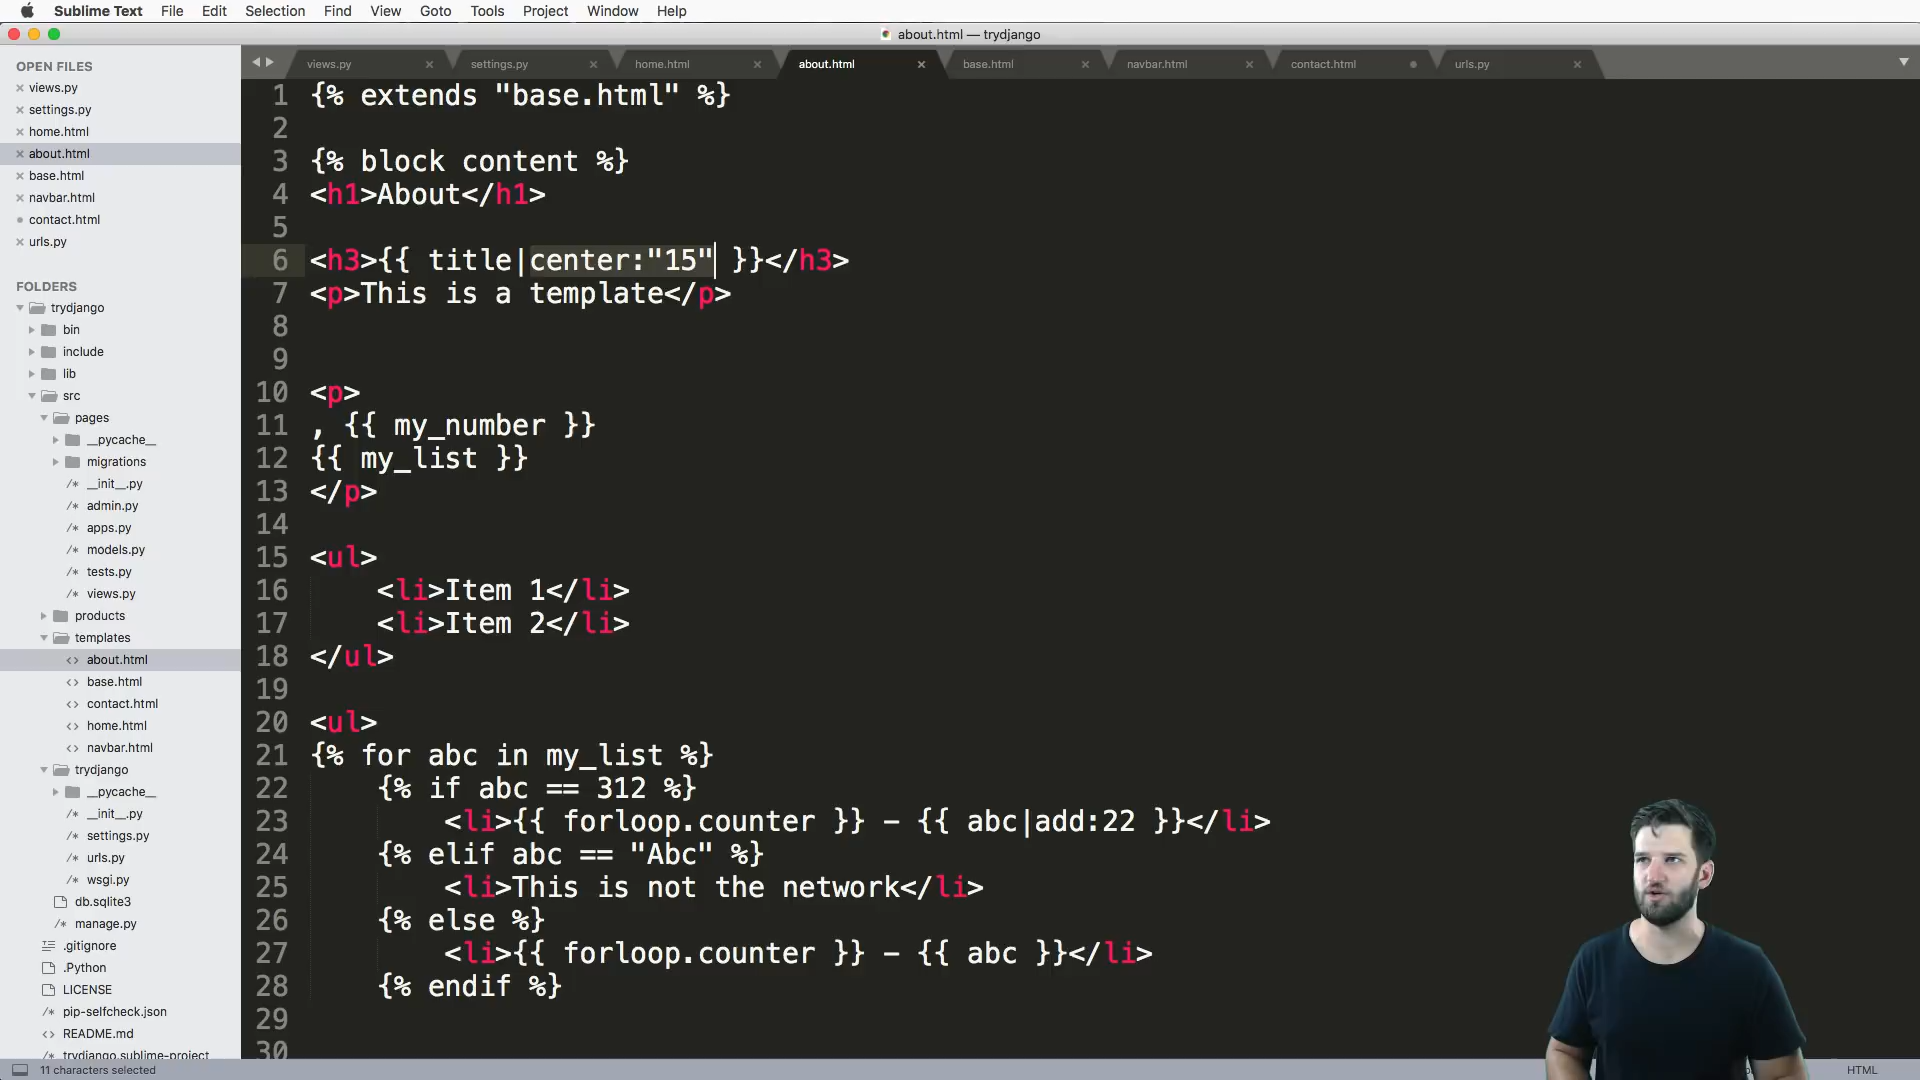 Sublime Text File Edit Selection Find View Goto Tools Project Window Help
about.html — trydjango
views.py settings.py home.html about.html base.html navbar.html contact.html urls.py
OPEN FILES
views.py
settings.py
home.html
about.html
base.html
navbar.html
contact.html
urls.py
FOLDERS
trydjango
bin
include
lib
src
pages
__pycache__
migrations
/* __init__.py
/* admin.py
/* apps.py
/* models.py
/* tests.py
/* views.py
products
templates
<> about.html
<> base.html
<> contact.html
<> home.html
<> navbar.html
trydjango
__pycache__
/* __init__.py
/* settings.py
/* urls.py
/* wsgi.py
db.sqlite3
/* manage.py
.gitignore
.Python
LICENSE
/* pip-selfcheck.json
<> README.md
/* trydjango.sublime-project
1 {% extends "base.html" %}
2
3 {% block content %}
4 <h1>About</h1>
5
6 <h3>{{ title|center:"15" }}</h3>
7 <p>This is a template</p>
8
9
10 <p>
11 , {{ my_number }}
12 {{ my_list }}
13 </p>
14
15 <ul>
16 <li>Item 1</li>
17 <li>Item 2</li>
18 </ul>
19
20 <ul>
21 {% for abc in my_list %}
22 {% if abc == 312 %}
23 <li>{{ forloop.counter }} - {{ abc|add:22 }}</li>
24 {% elif abc == "Abc" %}
25 <li>This is not the network</li>
26 {% else %}
27 <li>{{ forloop.counter }} - {{ abc }}</li>
28 {% endif %}
29
30
11 characters selected
HTML